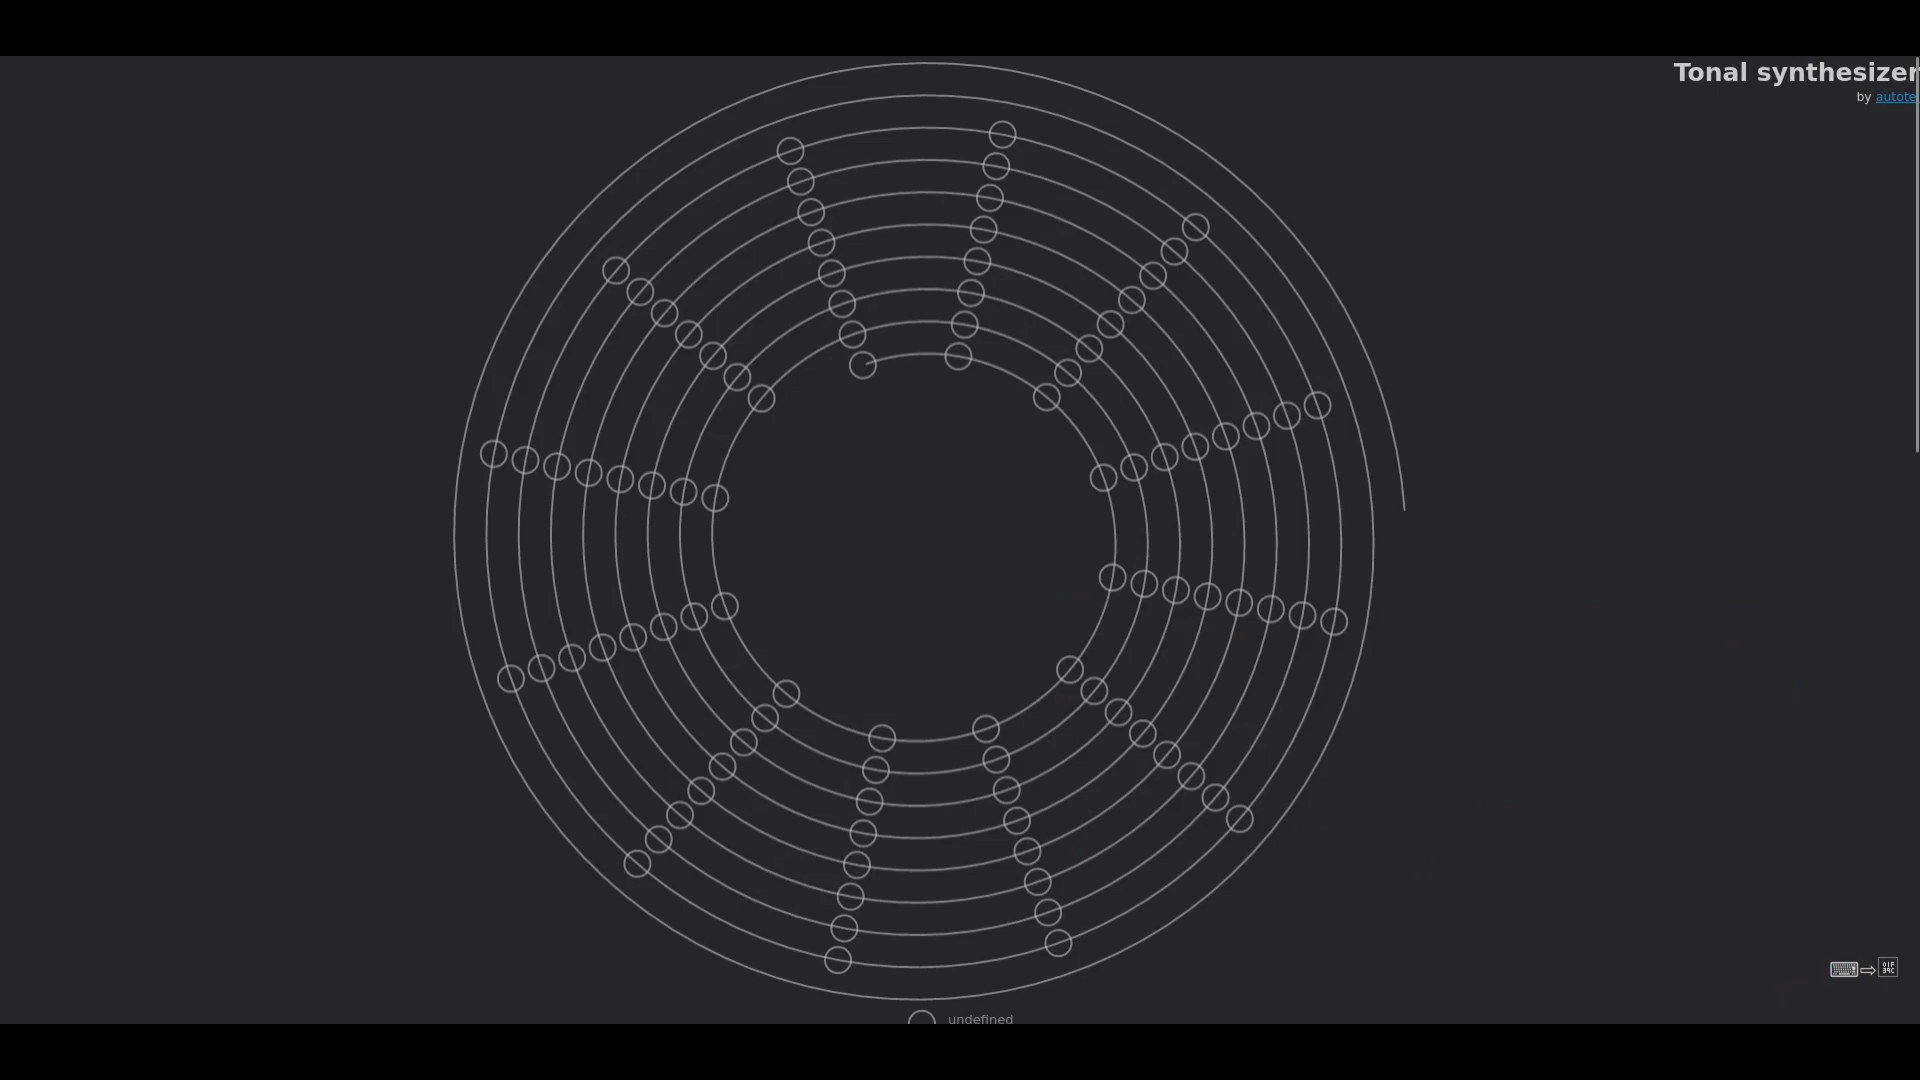 Tonal synthesizer
by autote
undefined